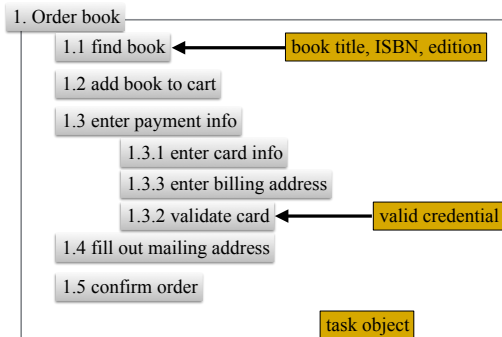 1. Order book
1.1 find book
book title, ISBN, edition
1.2 add book to cart
1.3 enter payment info
1.3.1 enter card info
1.3.3 enter billing address
1.3.2 validate card
valid credential
1.4 fill out mailing address
1.5 confirm order
task object